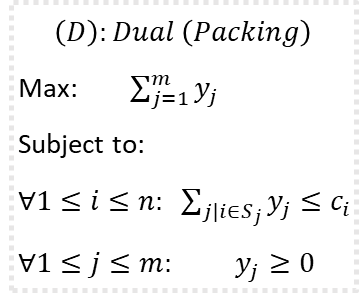 (D): Dual (Packing)
Max: ∑_{j=1}^{m} y_j
Subject to:
∀1 ≤ i ≤ n: ∑_{j|i∈S_j} y_j ≤ c_i
∀1 ≤ j ≤ m: y_j ≥ 0